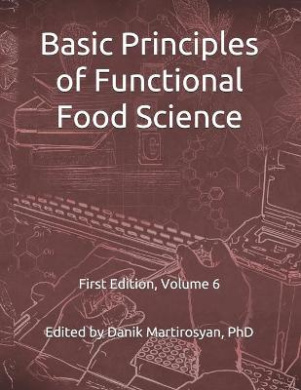 Basic Principles
of Functional
Food Science
First Edition, Volume 6
Edited by Danik Martirosyan, PhD